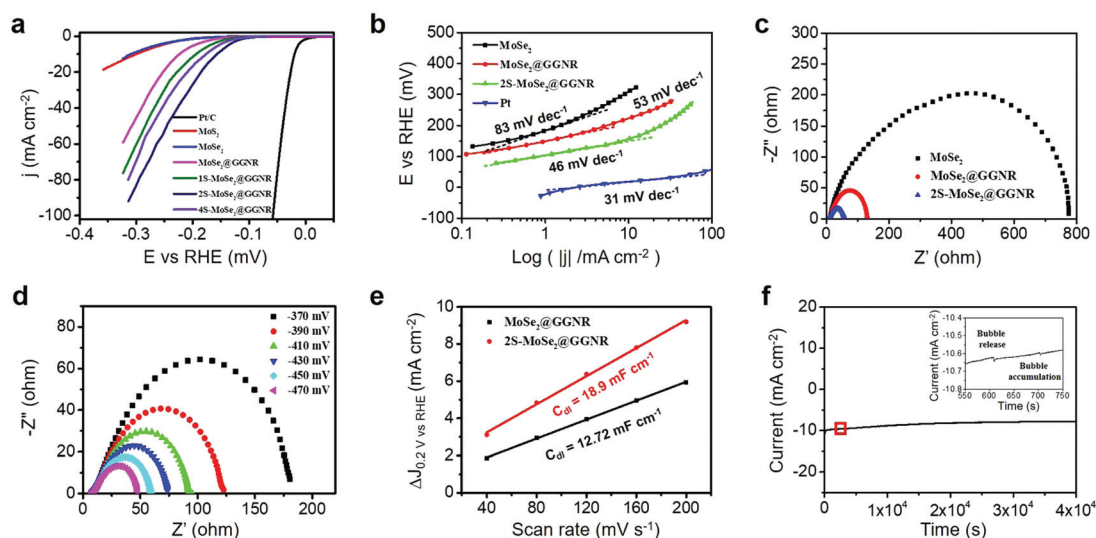 a
j (mA cm⁻²)
0
-20
-40
-60
-80
-100
Pt/C
MoS₂
MoSe₂
MoSe₂@GGNR
1S-MoSe₂@GGNR
2S-MoSe₂@GGNR
4S-MoSe₂@GGNR
-0.4 -0.3 -0.2 -0.1 0.0
E vs RHE (mV)
b
E vs RHE (mV)
500
400
300
200
100
0
-100
MoSe₂
MoSe₂@GGNR
2S-MoSe₂@GGNR
Pt
83 mV dec⁻¹
53 mV dec⁻¹
46 mV dec⁻¹
31 mV dec⁻¹
0.1 1 10 100
Log ( |j| /mA cm⁻² )
c
-Z" (ohm)
250
200
150
100
50
0
MoSe₂
MoSe₂@GGNR
2S-MoSe₂@GGNR
0 200 400 600 800
Z' (ohm)
d
-Z" (ohm)
80
60
40
20
0
-370 mV
-390 mV
-410 mV
-430 mV
-450 mV
-470 mV
0 50 100 150 200
Z' (ohm)
e
ΔJ0.2 V vs RHE (mA cm⁻²)
10
8
6
4
2
0
MoSe₂@GGNR
2S-MoSe₂@GGNR
Cdl = 18.9 mF cm⁻¹
Cdl = 12.72 mF cm⁻¹
40 80 120 160 200
Scan rate (mV s⁻¹)
f
Current (mA cm⁻²)
20
10
0
-10
-20
Current (mA cm⁻²)
-10.4
-10.5
-10.6
-10.7
-10.8
Bubble
release
Bubble
accumulation
550 600 650 700 750
Time (s)
0 1x10⁴ 2x10⁴ 3x10⁴ 4x10⁴
Time (s)